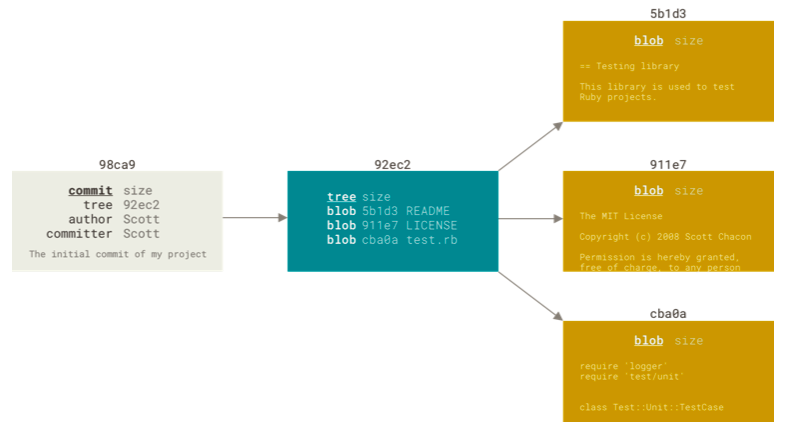 98ca9
commit size
tree 92ec2
author Scott
committer Scott
The initial commit of my project
92ec2
tree size
blob 5b1d3 README
blob 911e7 LICENSE
blob cba0a test.rb
5b1d3
blob size
== Testing library
This library is used to test
Ruby projects.
911e7
blob size
The MIT License
Copyright (c) 2008 Scott Chacon
Permission is hereby granted,
free of charge, to any person
cba0a
blob size
require 'logger'
require 'test/unit'
class Test::Unit::TestCase